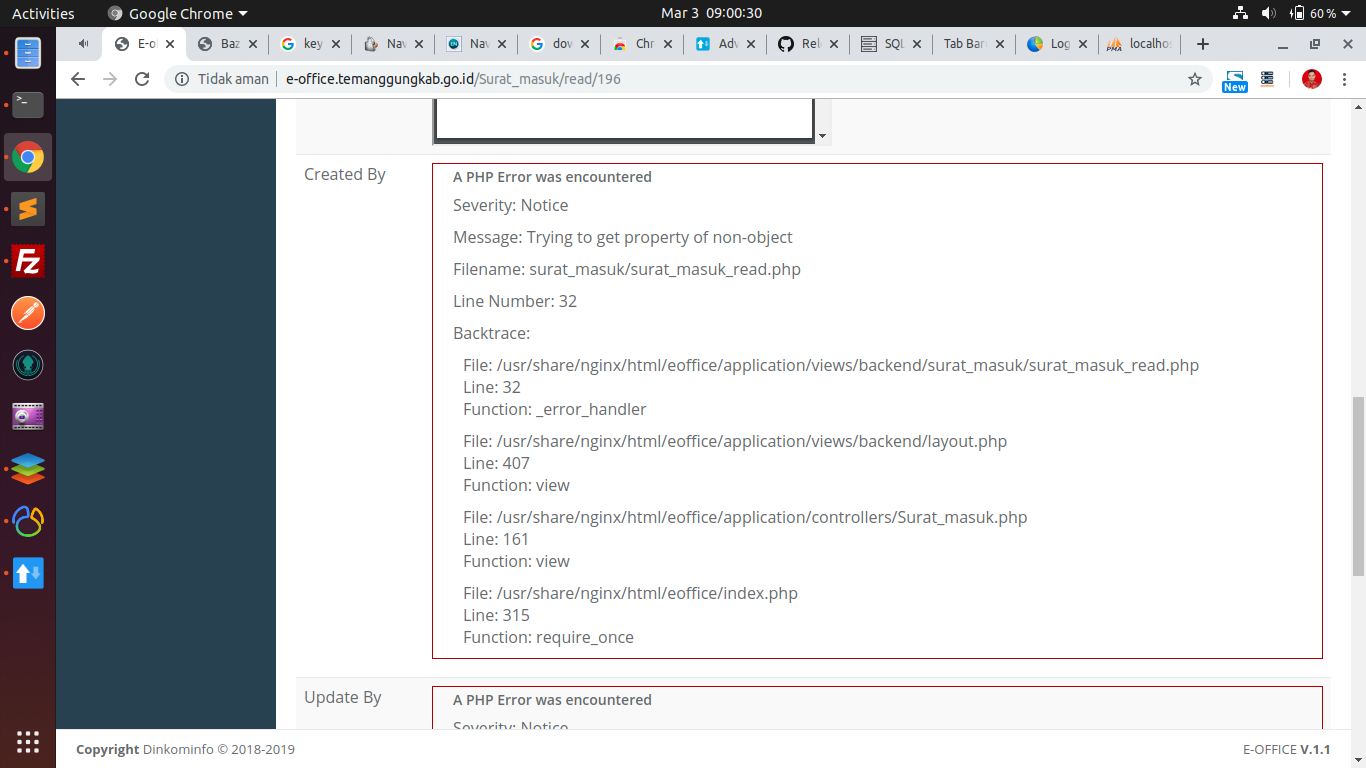 Activities
Google Chrome
Mar 3 09:00:30
60 %
E-o
Baz
key
Nav
Nav
dov
Chr
Adv
Rel
SQL
Tab Bar
Log
localho
Tidak aman
e-office.temanggungkab.go.id/Surat_masuk/read/196
New
Created By
A PHP Error was encountered
Severity: Notice
Message: Trying to get property of non-object
Filename: surat_masuk/surat_masuk_read.php
Line Number: 32
Backtrace:
File: /usr/share/nginx/html/eoffice/application/views/backend/surat_masuk/surat_masuk_read.php
Line: 32
Function: _error_handler
File: /usr/share/nginx/html/eoffice/application/views/backend/layout.php
Line: 407
Function: view
File: /usr/share/nginx/html/eoffice/application/controllers/Surat_masuk.php
Line: 161
Function: view
File: /usr/share/nginx/html/eoffice/index.php
Line: 315
Function: require_once
Update By
A PHP Error was encountered
Severity: Notice
Copyright Dinkominfo © 2018-2019
E-OFFICE V.1.1